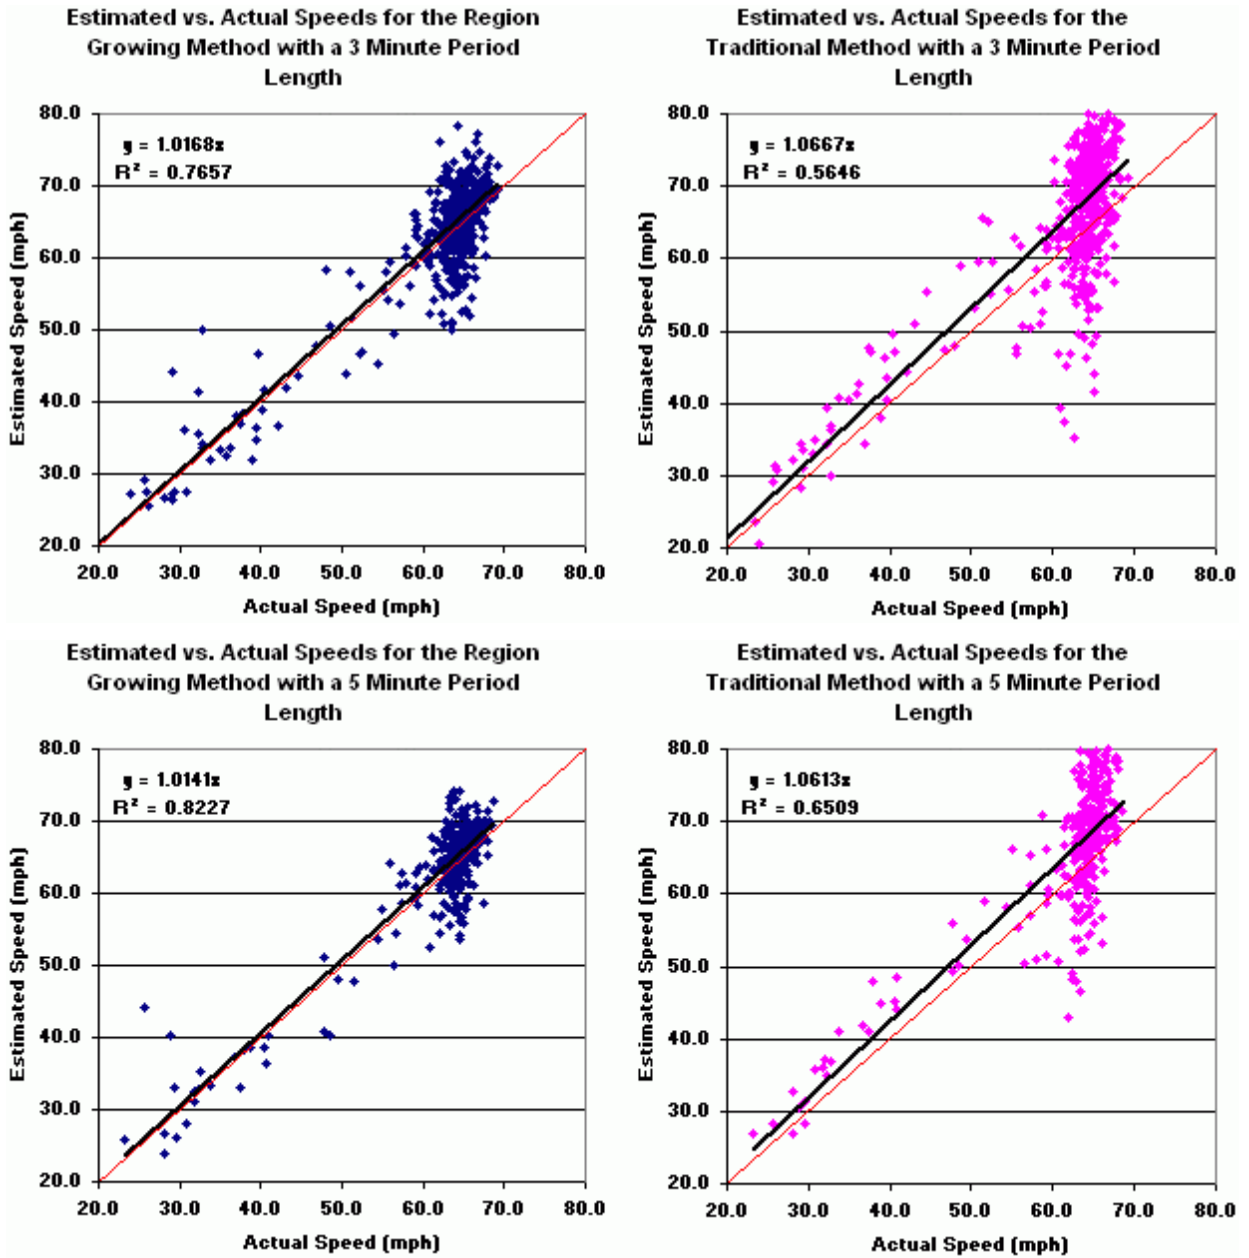 Estimated vs. Actual Speeds for the Region
Growing Method with a 3 Minute Period
Length
80.0
70.0
60.0
50.0
40.0
30.0
20.0
y = 1.0168x
R² = 0.7657
Estimated Speed (mph)
20.0 30.0 40.0 50.0 60.0 70.0 80.0
Actual Speed (mph)
Estimated vs. Actual Speeds for the
Traditional Method with a 3 Minute Period
Length
80.0
70.0
60.0
50.0
40.0
30.0
20.0
y = 1.0667x
R² = 0.5646
Estimated Speed (mph)
20.0 30.0 40.0 50.0 60.0 70.0 80.0
Actual Speed (mph)
Estimated vs. Actual Speeds for the Region
Growing Method with a 5 Minute Period
Length
80.0
70.0
60.0
50.0
40.0
30.0
20.0
y = 1.0141x
R² = 0.8227
Estimated Speed (mph)
20.0 30.0 40.0 50.0 60.0 70.0 80.0
Actual Speed (mph)
Estimated vs. Actual Speeds for the
Traditional Method with a 5 Minute Period
Length
80.0
70.0
60.0
50.0
40.0
30.0
20.0
y = 1.0613x
R² = 0.6509
Estimated Speed (mph)
20.0 30.0 40.0 50.0 60.0 70.0 80.0
Actual Speed (mph)